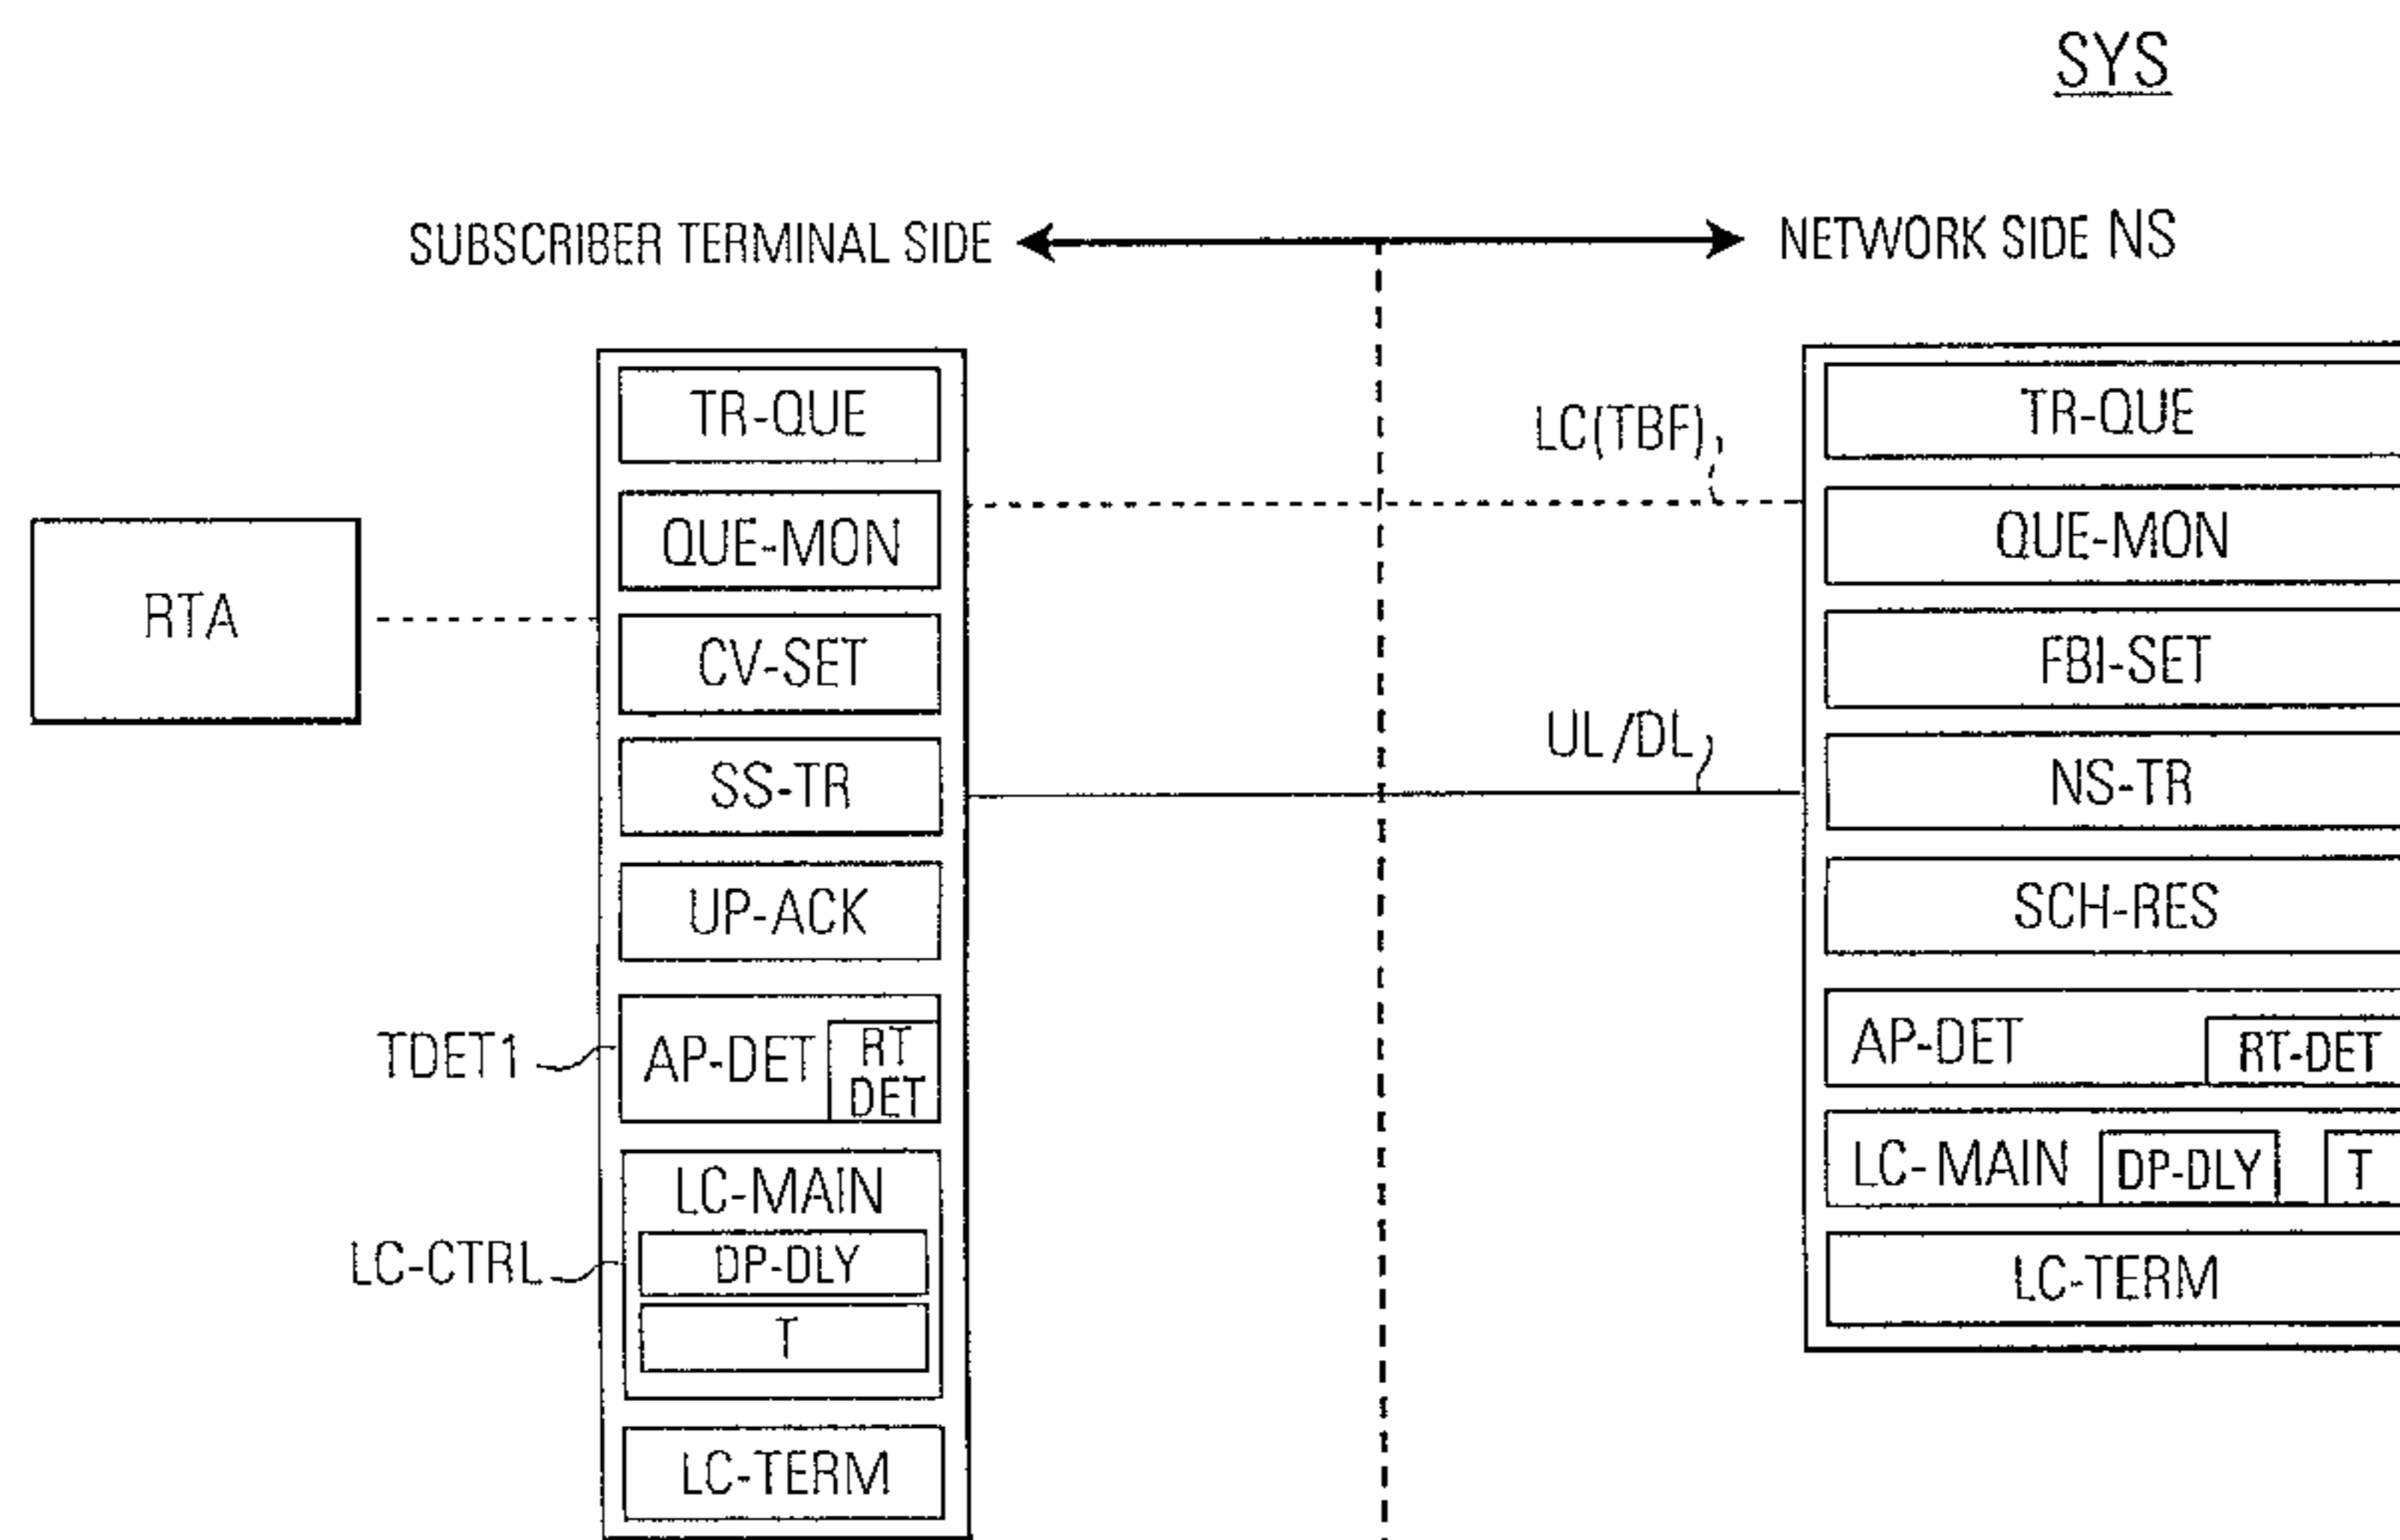 SYS
SUBSCRIBER TERMINAL SIDE
NETWORK SIDE NS
RTA
TR-QUE
QUE-MON
CV-SET
SS-TR
UP-ACK
TDET1
AP-DET
RT
DET
LC-MAIN
LC-CTRL
DP-DLY
T
LC-TERM
LC(TBF)
UL/DL
TR-QUE
QUE-MON
FBI-SET
NS-TR
SCH-RES
AP-DET
RT-DET
LC-MAIN
DP-DLY
T
LC-TERM